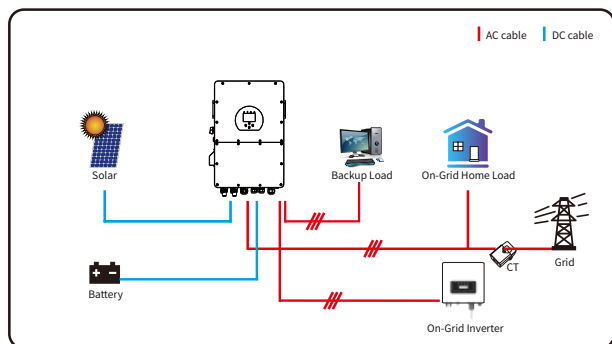 AC cable DC cable
Solar
Backup Load
On-Grid Home Load
CT
Grid
Battery
On-Grid Inverter